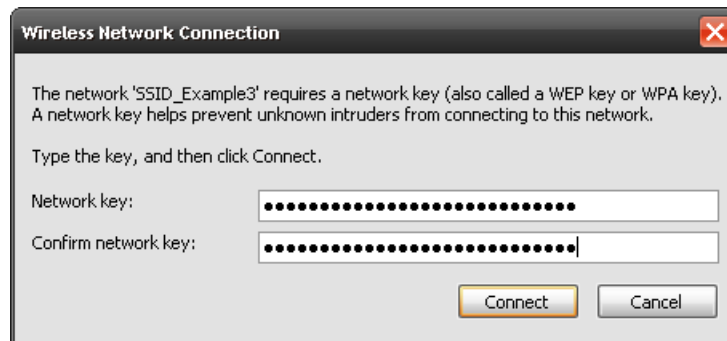 Wireless Network Connection
The network 'SSID_Example3' requires a network key (also called a WEP key or WPA key).
A network key helps prevent unknown intruders from connecting to this network.
Type the key, and then click Connect.
Network key:
Confirm network key:
Connect Cancel